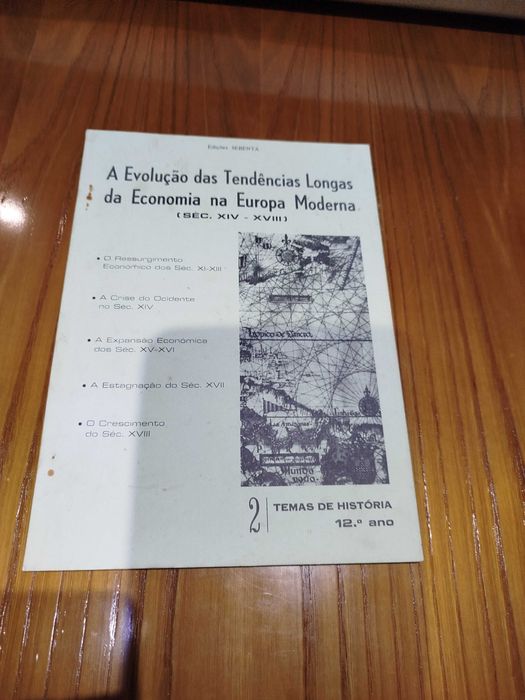 Edições SEBENTA
A Evolução das Tendências Longas
da Economia na Europa Moderna
(SÉC. XIV - XVIII)
• O Ressurgimento
Económico dos Séc. XI-XIII
• A Crise do Ocidente
no Séc. XIV
• A Expansão Económica
dos Séc. XV-XVI
• A Estagnação do Séc. XVII
• O Crescimento
do Séc. XVIII
Mundo
2
TEMAS DE HISTÓRIA
12.º ano